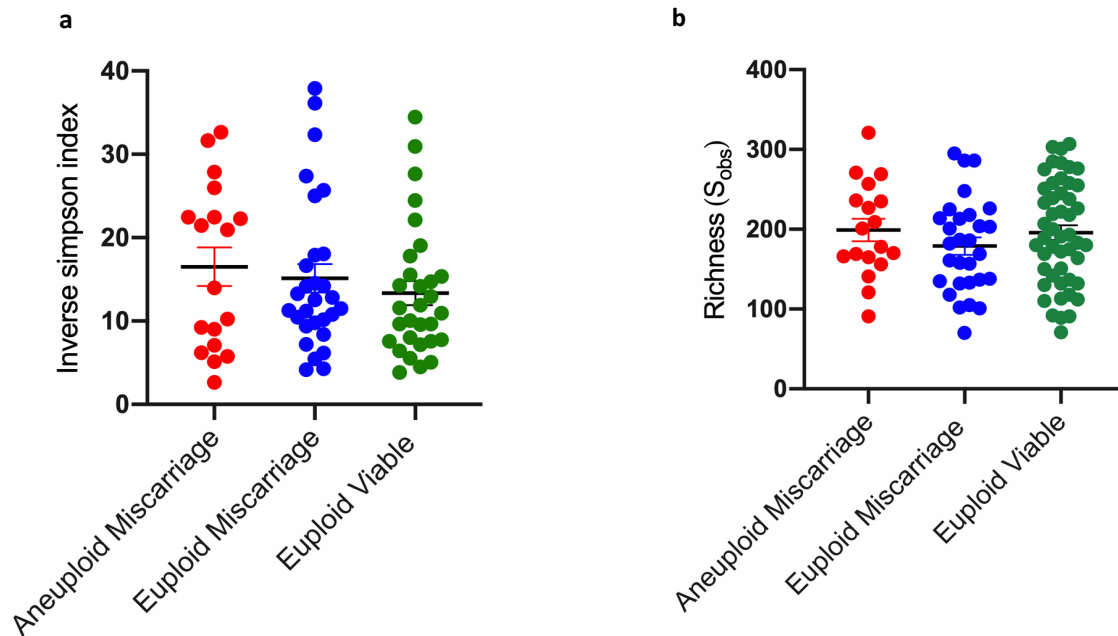 a
40
30
20
10
0
Inverse simpson index
Aneuploid Miscarriage
Euploid Miscarriage
Euploid Viable
b
400
300
200
100
0
Richness (Sobs)
Aneuploid Miscarriage
Euploid Miscarriage
Euploid Viable